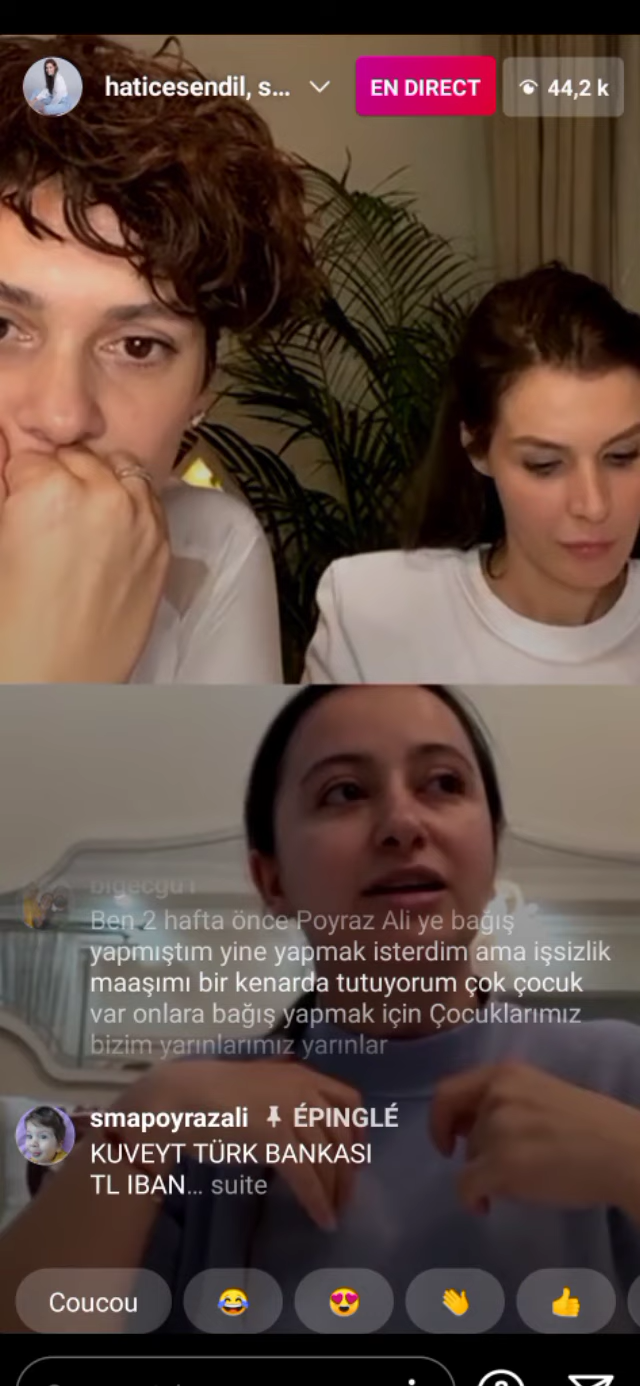 haticesendil, s...
EN DIRECT
44,2 k
Ben 2 hafta önce Poyraz Ali ye bağış
yapmıştım yine yapmak isterdim ama işsizlik
maaşımı bir kenarda tutuyorum çok çocuk
var onlara bağış yapmak için Çocuklarımız
bizim yarınlarımız yarınlar
smapoyrazali ÉPINGLÉ
KUVEYT TÜRK BANKASI
TL IBAN... suite
Coucou